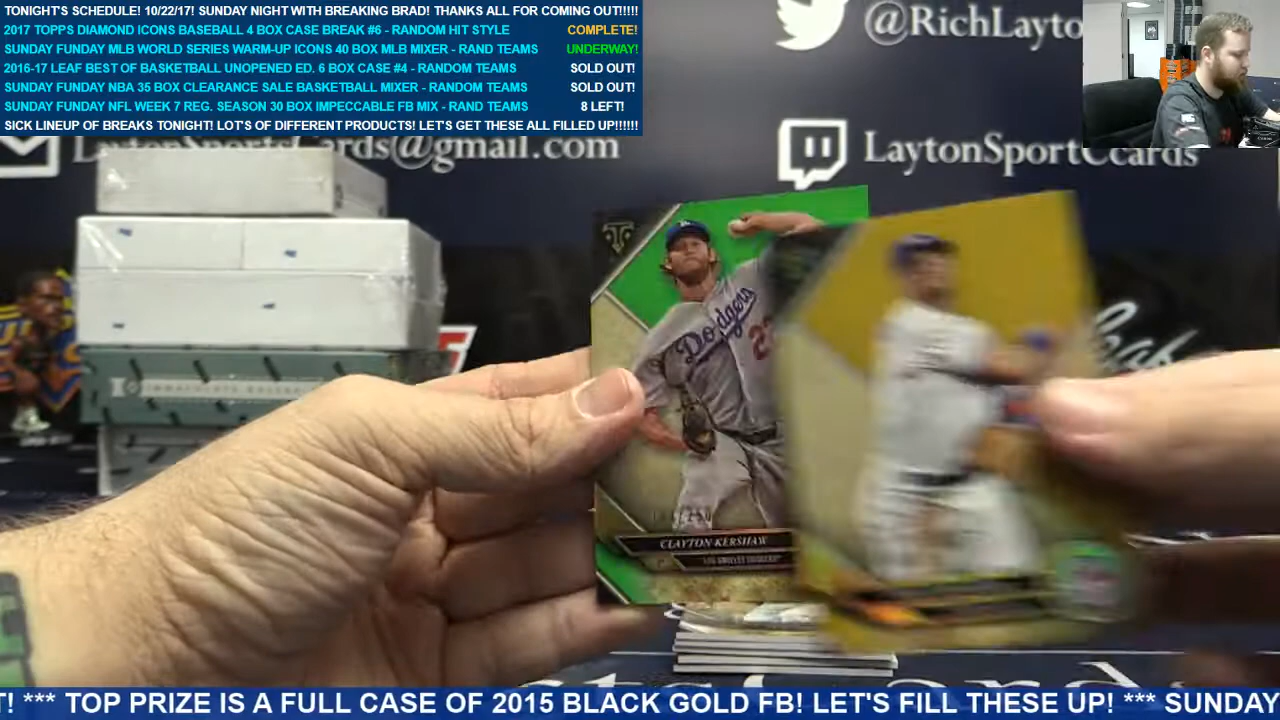 TONIGHT'S SCHEDULE! 10/22/17! SUNDAY NIGHT WITH BREAKING BRAD! THANKS ALL FOR COMING OUT!!!!!
2017 TOPPS DIAMOND ICONS BASEBALL 4 BOX CASE BREAK #6 - RANDOM HIT STYLE COMPLETE!
SUNDAY FUNDAY MLB WORLD SERIES WARM-UP ICONS 40 BOX MLB MIXER - RAND TEAMS UNDERWAY!
2016-17 LEAF BEST OF BASKETBALL UNOPENED ED. 6 BOX CASE #4 - RANDOM TEAMS SOLD OUT!
SUNDAY FUNDAY NBA 35 BOX CLEARANCE SALE BASKETBALL MIXER - RANDOM TEAMS SOLD OUT!
SUNDAY FUNDAY NFL WEEK 7 REG. SEASON 30 BOX IMPECCABLE FB MIX - RAND TEAMS 8 LEFT!
SICK LINEUP OF BREAKS TONIGHT! LOT'S OF DIFFERENT PRODUCTS! LET'S GET THESE ALL FILLED UP!!!!!!
@RichLayto
LaytonSportsCards@gmail.com
LaytonSportCcards
Dodgers
CLAYTON KERSHAW
LOS ANGELES DODGERS
T! *** TOP PRIZE IS A FULL CASE OF 2015 BLACK GOLD FB! LET'S FILL THESE UP! *** SUNDAY